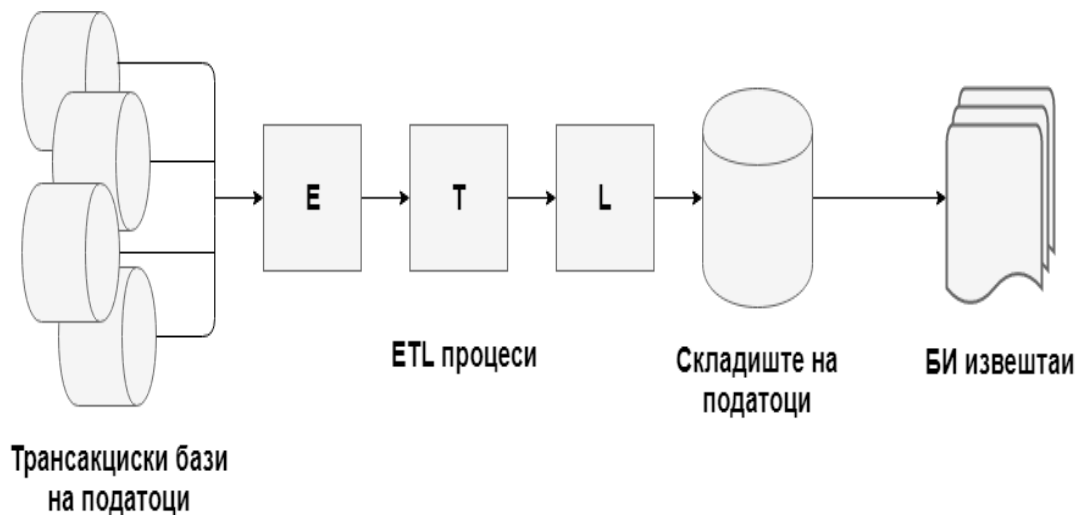 E
T
L
ETL процеси
Складиште на
податоци
БИ извештаи
Трансакциски бази
на податоци